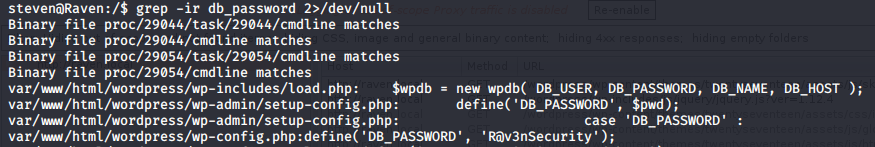 steven@Raven:/$ grep -ir db_password 2>/dev/null
Re-enable
Binary file proc/29044/task/29044/cmdline matches
Binary file proc/29044/cmdline matches
Binary file proc/29054/task/29054/cmdline matches
Binary file proc/29054/cmdline matches
var/www/html/wordpress/wp-includes/load.php:    $wpdb = new wpdb( DB_USER, DB_PASSWORD, DB_NAME, DB_HOST );
var/www/html/wordpress/wp-admin/setup-config.php:       define('DB_PASSWORD', $pwd);
var/www/html/wordpress/wp-admin/setup-config.php:                       case 'DB_PASSWORD' :
var/www/html/wordpress/wp-config.php:define('DB_PASSWORD', 'R@v3nSecurity');